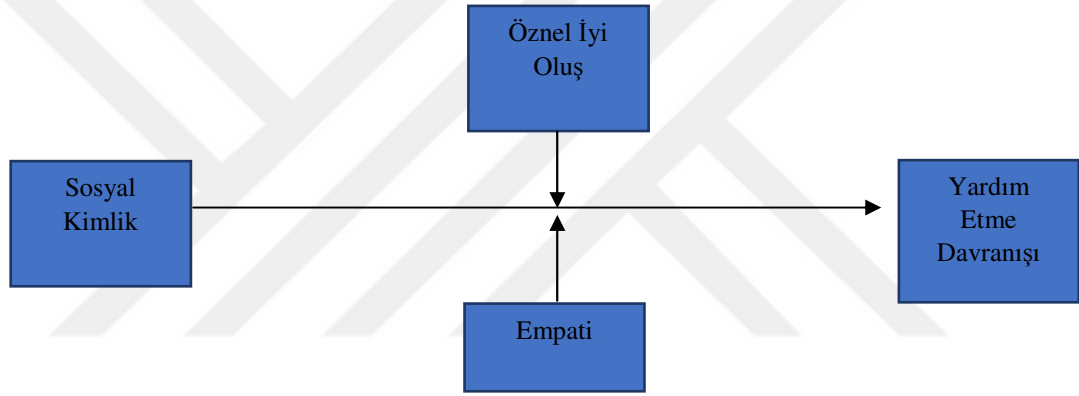 Öznel İyi
Oluş
Sosyal
Kimlik
Yardım
Etme
Davranışı
Empati